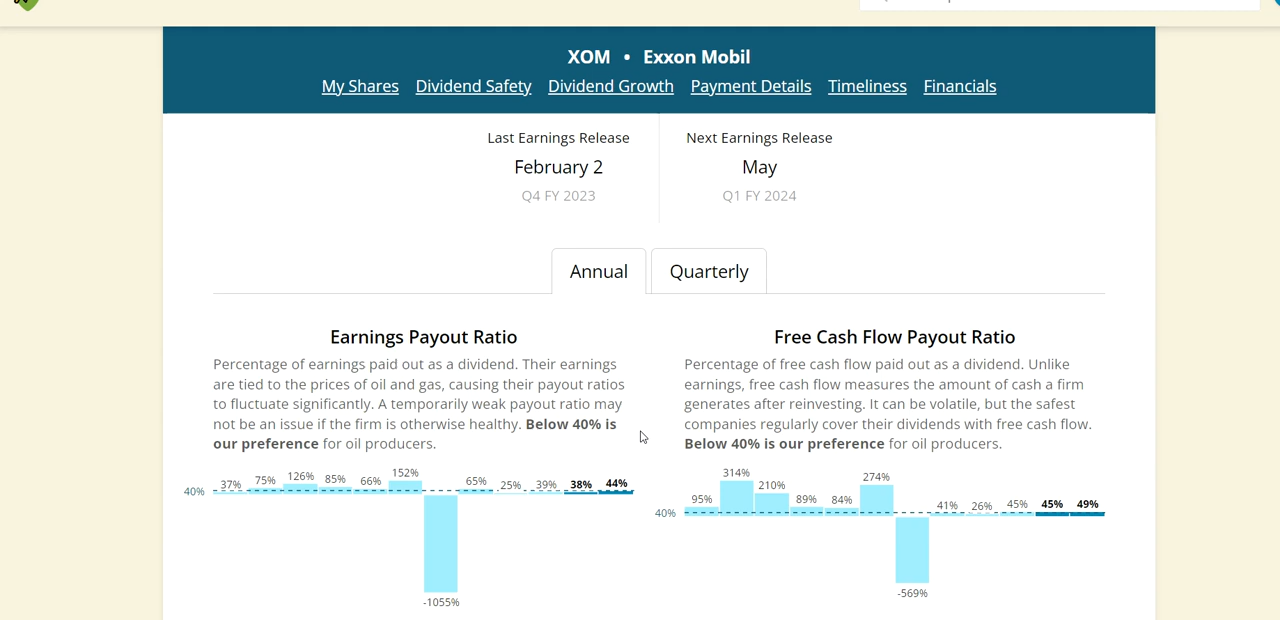 XOM • Exxon Mobil
My Shares Dividend Safety Dividend Growth Payment Details Timeliness Financials
Last Earnings Release
February 2
Q4 FY 2023
Next Earnings Release
May
Q1 FY 2024
Annual
Quarterly
Earnings Payout Ratio
Percentage of earnings paid out as a dividend. Their earnings
are tied to the prices of oil and gas, causing their payout ratios
to fluctuate significantly. A temporarily weak payout ratio may
not be an issue if the firm is otherwise healthy. Below 40% is
our preference for oil producers.
40% 37% 75% 126% 85% 66% 152% 65% 25% 39% 38% 44%
-1055%
Free Cash Flow Payout Ratio
Percentage of free cash flow paid out as a dividend. Unlike
earnings, free cash flow measures the amount of cash a firm
generates after reinvesting. It can be volatile, but the safest
companies regularly cover their dividends with free cash flow.
Below 40% is our preference for oil producers.
40% 95% 314% 210% 89% 84% 274% 41% 26% 45% 45% 49%
-569%